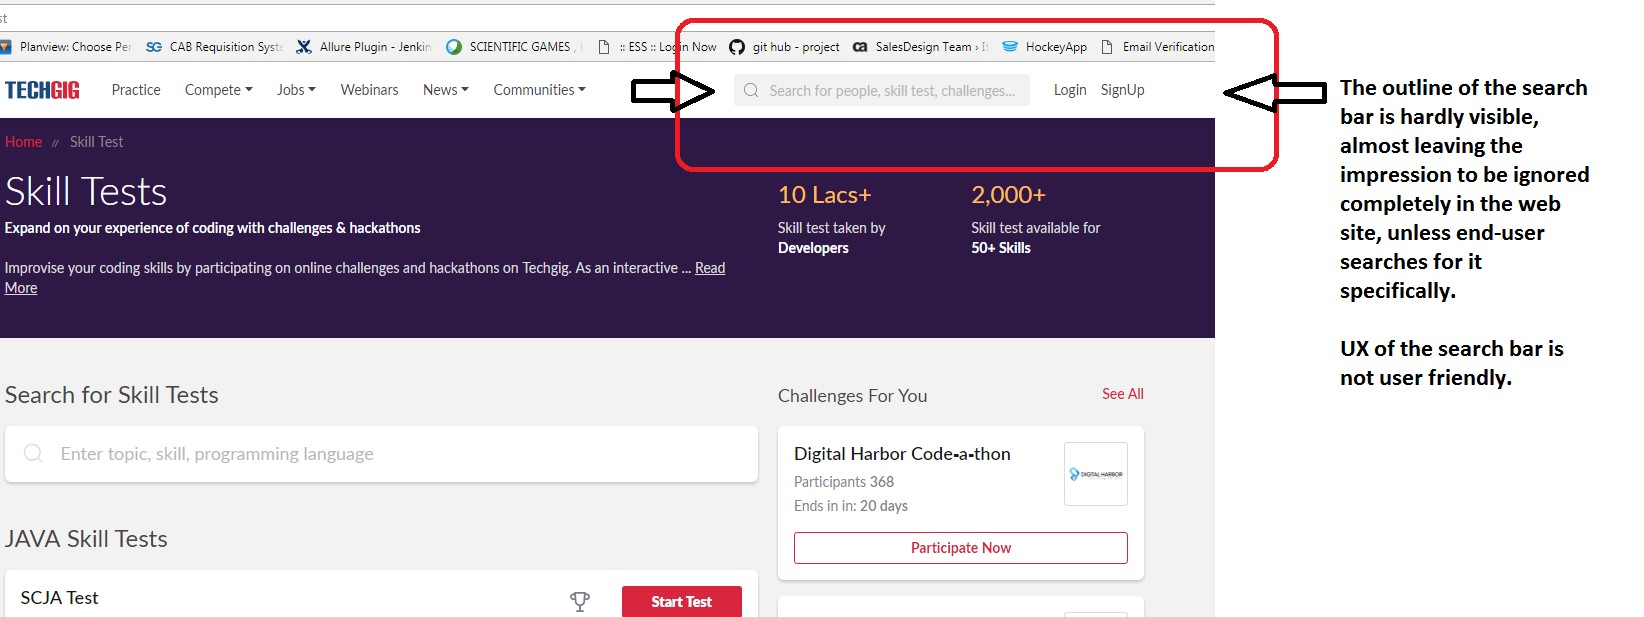 st
Planview: Choose Per
CAB Requisition Syst
Allure Plugin - Jenkin
SCIENTIFIC GAMES ,
:: ESS :: Login Now
git hub - project
SalesDesign Team › It
HockeyApp
Email Verification
TECHGIG
Practice
Compete
Jobs
Webinars
News
Communities
Search for people, skill test, challenges...
Login
SignUp
Home // Skill Test
Skill Tests
Expand on your experience of coding with challenges & hackathons
Improvise your coding skills by participating on online challenges and hackathons on Techgig. As an interactive ... Read
More
10 Lacs+
Skill test taken by
Developers
2,000+
Skill test available for
50+ Skills
The outline of the search
bar is hardly visible,
almost leaving the
impression to be ignored
completely in the web
site, unless end-user
searches for it
specifically.
UX of the search bar is
not user friendly.
Search for Skill Tests
Enter topic, skill, programming language
JAVA Skill Tests
SCJA Test
Start Test
Challenges For You
See All
Digital Harbor Code-a-thon
Participants 368
Ends in in: 20 days
DIGITAL HARBOR
Participate Now